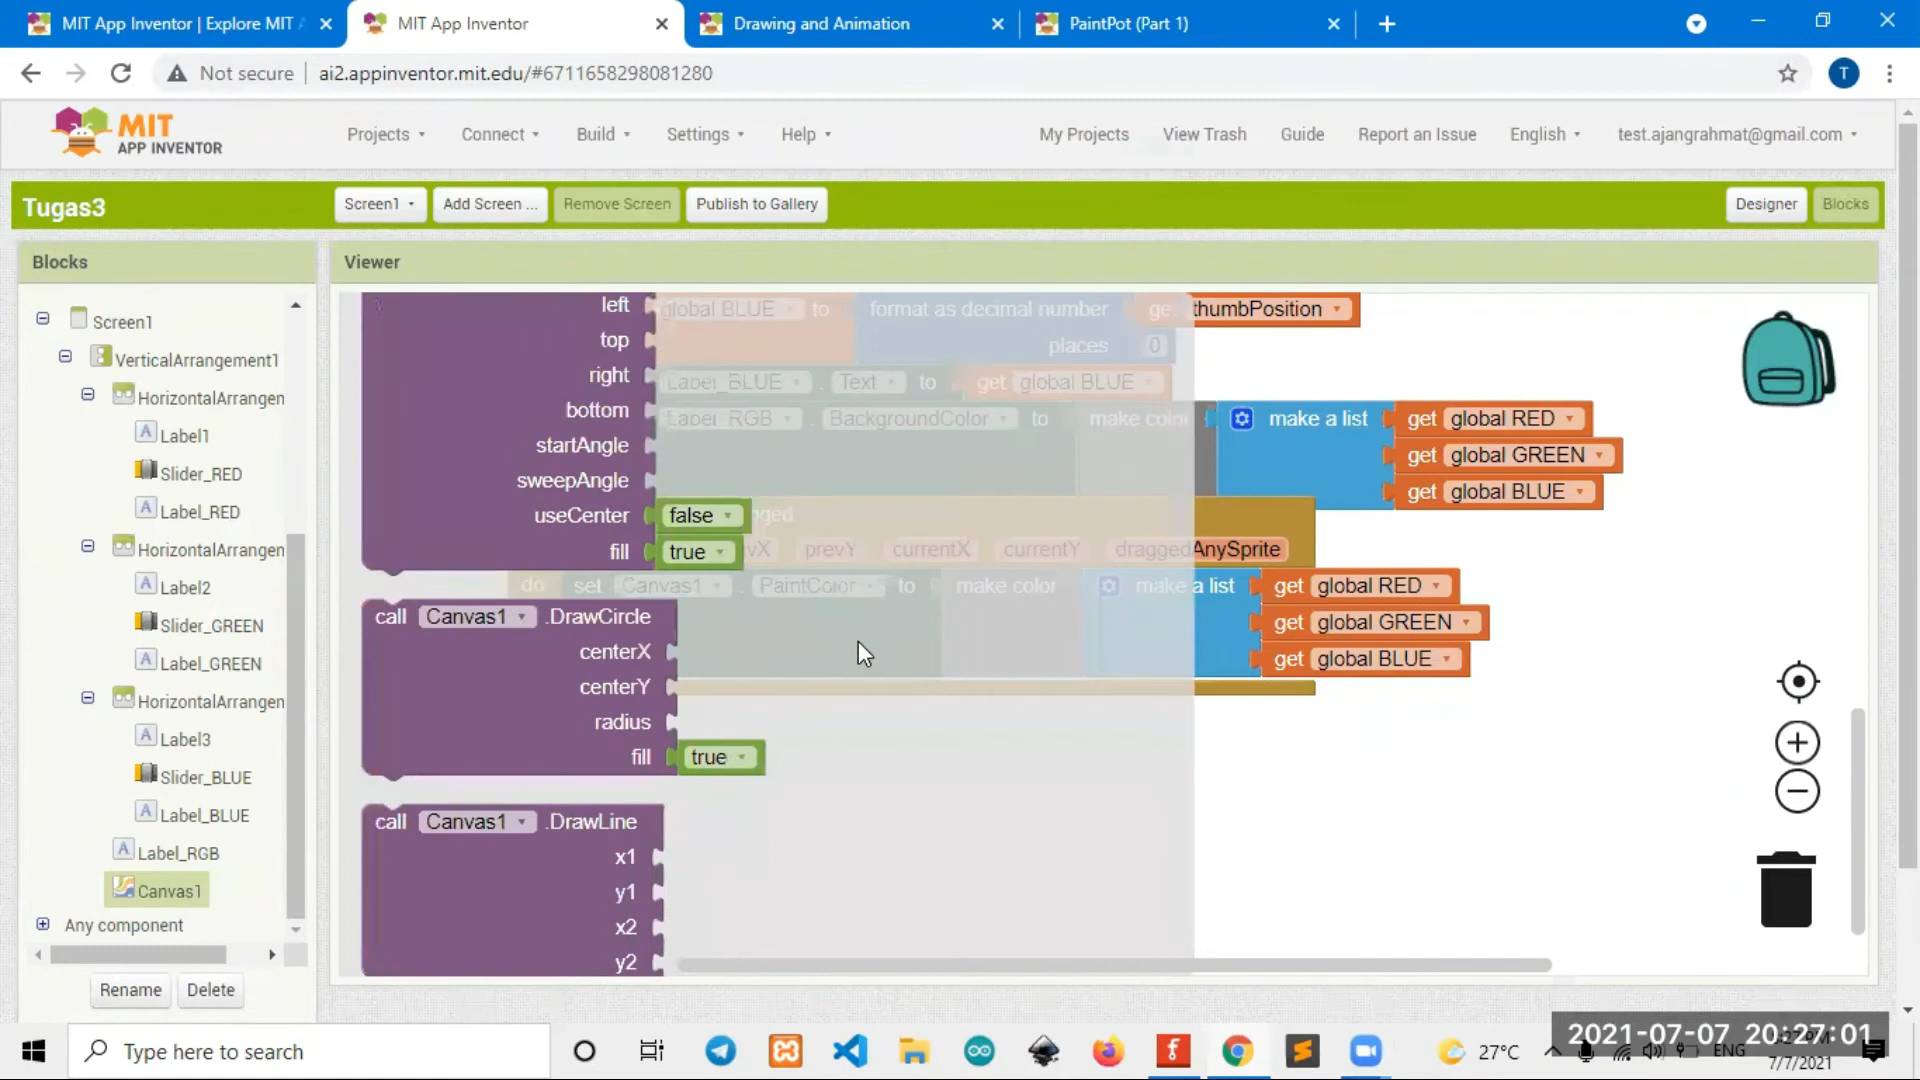 MIT App Inventor | Explore MIT A
MIT App Inventor
Drawing and Animation
PaintPot (Part 1)
Not secure
ai2.appinventor.mit.edu/#6711658298081280
T
MIT
APP INVENTOR
Projects
Connect
Build
Settings
Help
My Projects
View Trash
Guide
Report an Issue
English
test.ajangrahmat@gmail.com
Tugas3
Screen1
Add Screen ...
Remove Screen
Publish to Gallery
Designer
Blocks
Blocks
Viewer
Screen1
VerticalArrangement1
HorizontalArrangen
A Label1
Slider_RED
A Label_RED
HorizontalArrangen
A Label2
Slider_GREEN
A Label_GREEN
HorizontalArrangen
A Label3
Slider_BLUE
A Label_BLUE
A Label_RGB
Canvas1
Any component
Rename
Delete
left
top
right
bottom
startAngle
sweepAngle
useCenter false
fill true
call Canvas1 .DrawCircle
centerX
centerY
radius
fill true
call Canvas1 .DrawLine
x1
y1
x2
y2
global BLUE to format as decimal number get thumbPosition
places 0
Label_BLUE . Text to get global BLUE
Label_RGB . BackgroundColor to make color make a list get global RED
get global GREEN
get global BLUE
prevY currentX currentY draggedAnySprite
do set Canvas1 . PaintColor to make color make a list get global RED
get global GREEN
get global BLUE
Type here to search
27°C
ENG
2021-07-07 20:27:01
7/7/2021